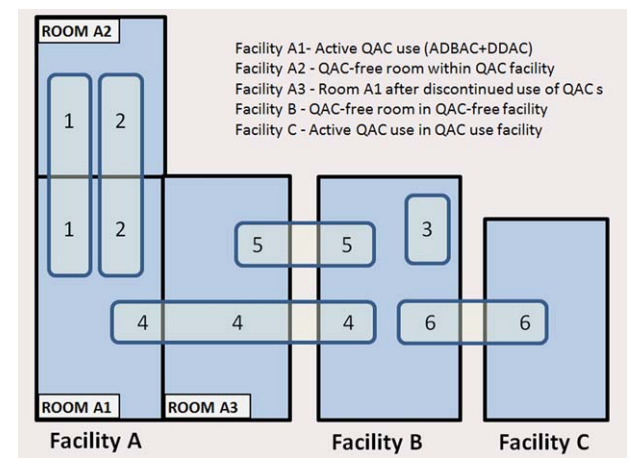 ROOM A2
Facility A1- Active QAC use (ADBAC+DDAC)
Facility A2 - QAC-free room within QAC facility
Facility A3 - Room A1 after discontinued use of QAC s
Facility B - QAC-free room in QAC-free facility
Facility C - Active QAC use in QAC use facility
1 2
1 2 5 5 3
4 4 4 6 6
ROOM A1 ROOM A3
Facility A Facility B Facility C